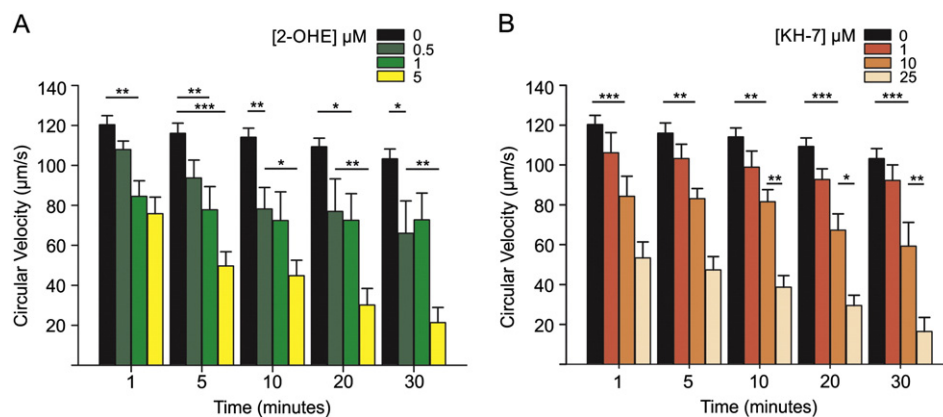 A
[2-OHE] µM
0
0.5
1
5
Circular Velocity (µm/s)
140
120
100
80
60
40
20
** ** *** ** * * ** * **
1 5 10 20 30
Time (minutes)
B
[KH-7] µM
0
1
10
25
Circular Velocity (µm/s)
140
120
100
80
60
40
20
*** ** ** ** *** * *** **
1 5 10 20 30
Time (minutes)